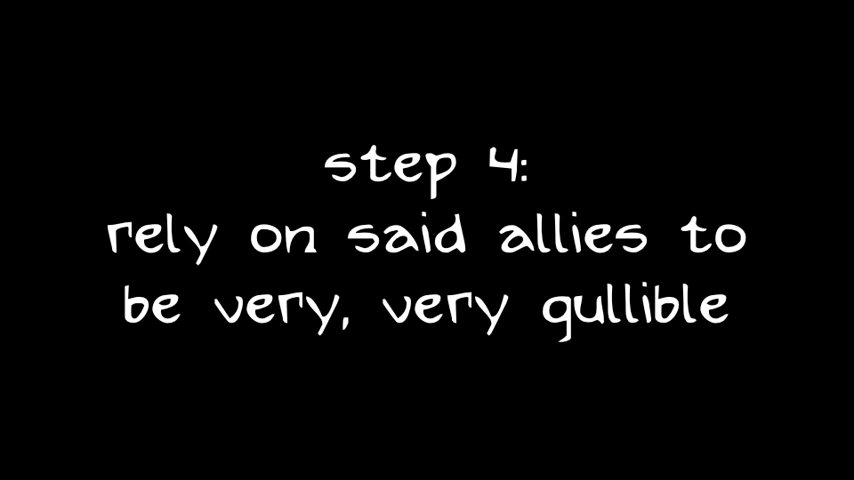 step 4:
rely on said allies to
be very, very gullible